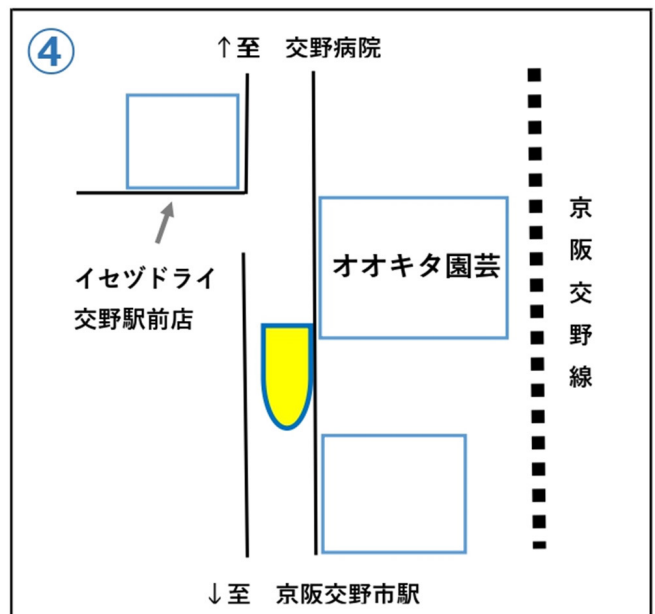 ④
↑至　交野病院
オオキタ園芸
イセヅドライ
交野駅前店
京阪交野線
↓至　京阪交野市駅